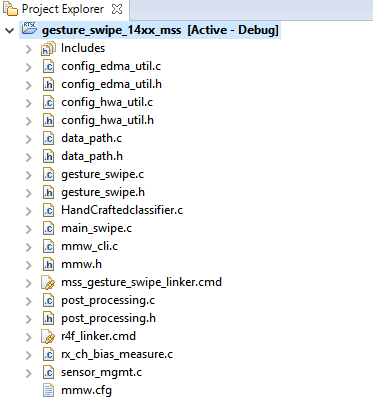 Project Explorer
gesture_swipe_14xx_mss [Active - Debug]
Includes
config_edma_util.c
config_edma_util.h
config_hwa_util.c
config_hwa_util.h
data_path.c
data_path.h
gesture_swipe.c
gesture_swipe.h
HandCraftedclassifier.c
main_swipe.c
mmw_cli.c
mmw.h
mss_gesture_swipe_linker.cmd
post_processing.c
post_processing.h
r4f_linker.cmd
rx_ch_bias_measure.c
sensor_mgmt.c
mmw.cfg